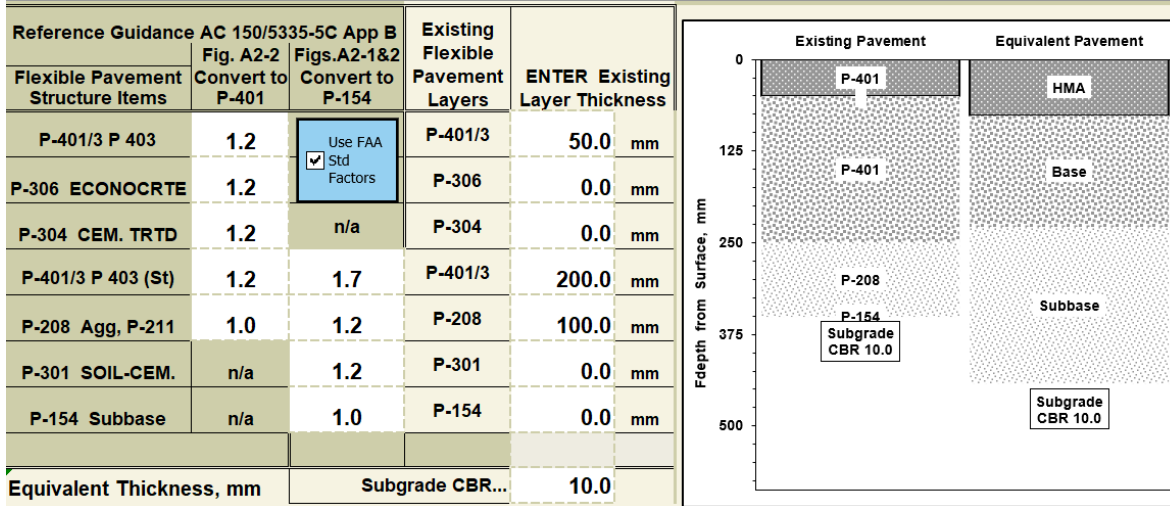 Reference Guidance AC 150/5335-5C App B
Flexible Pavement
Structure Items
Fig. A2-2
Convert to
P-401
Figs.A2-1&2
Convert to
P-154
Existing
Flexible
Pavement
Layers
ENTER Existing
Layer Thickness
P-401/3 P 403 1.2 P-401/3 50.0 mm
Use FAA
Std
Factors
P-306 ECONOCRTE 1.2 P-306 0.0 mm
P-304 CEM. TRTD 1.2 n/a P-304 0.0 mm
P-401/3 P 403 (St) 1.2 1.7 P-401/3 200.0 mm
P-208 Agg, P-211 1.0 1.2 P-208 100.0 mm
P-301 SOIL-CEM. n/a 1.2 P-301 0.0 mm
P-154 Subbase n/a 1.0 P-154 0.0 mm
Equivalent Thickness, mm Subgrade CBR... 10.0
Existing Pavement Equivalent Pavement
Fdepth from Surface, mm
0
125
250
375
500
P-401
P-401
P-208
P-154
Subgrade
CBR 10.0
HMA
Base
Subbase
Subgrade
CBR 10.0